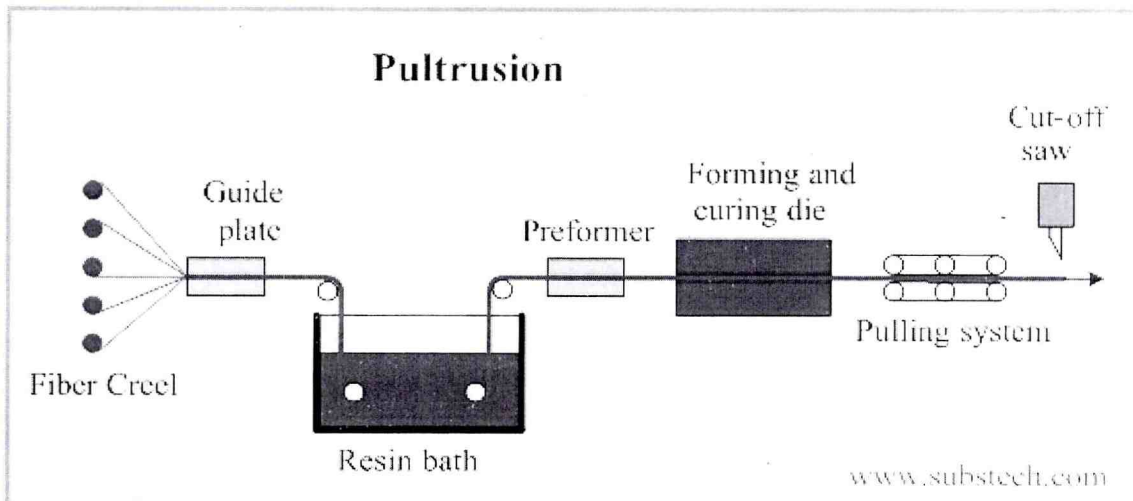 Pultrusion
Cut-off
saw
Guide
plate
Forming and
curing die
Preformer
Pulling system
Fiber Creel
Resin bath
www.substech.com